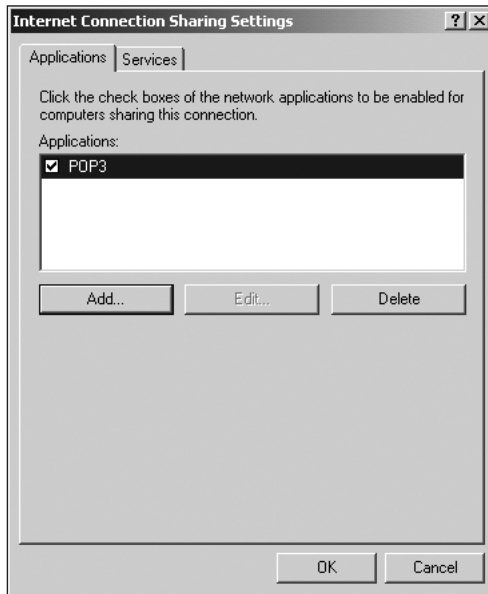 Internet Connection Sharing Settings
Applications
Services
Click the check boxes of the network applications to be enabled for
computers sharing this connection.
Applications:
POP3
Add...
Edit...
Delete
OK
Cancel